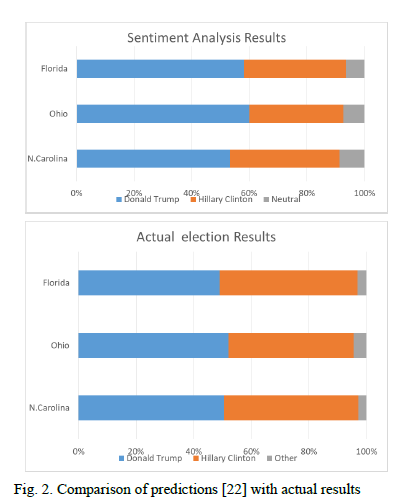 Sentiment Analysis Results
Florida
Ohio
N.Carolina
0% 20% 40% 60% 80% 100%
Donald Trump Hillary Clinton Neutral
Actual election Results
Florida
Ohio
N.Carolina
0% 20% 40% 60% 80% 100%
Donald Trump Hillary Clinton Other
Fig. 2. Comparison of predictions [22] with actual results